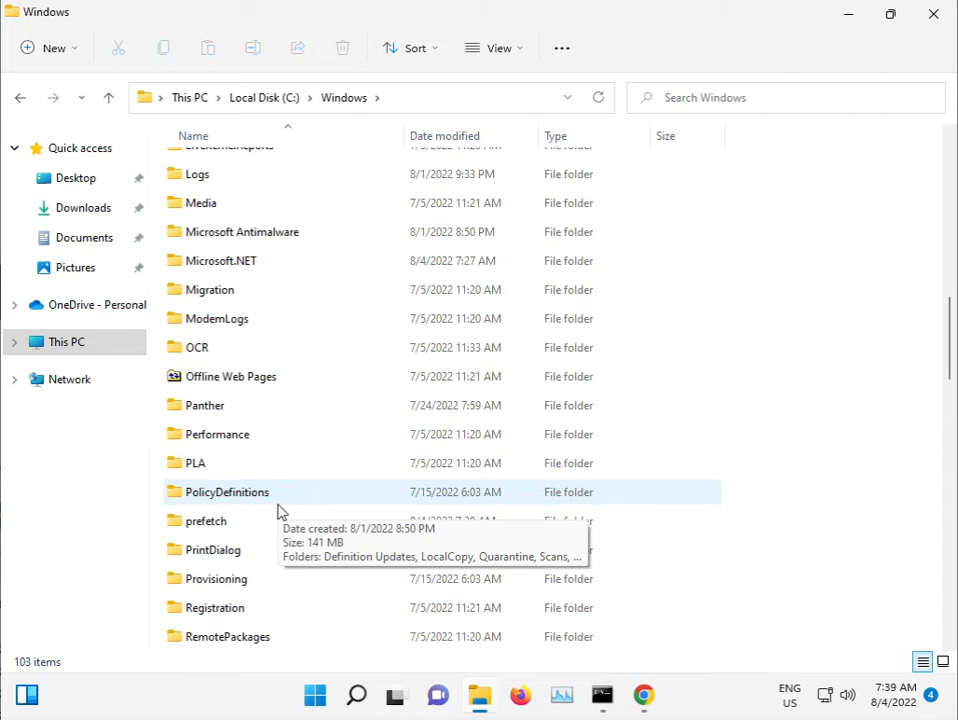 Windows
New
Sort
View
This PC
Local Disk (C:)
Windows
Search Windows
Name
Date modified
Type
Size
Quick access
Desktop
Downloads
Documents
Pictures
OneDrive - Personal
This PC
Network
LiveKernelReports 7/5/2022 11:20 AM File folder
Logs 8/1/2022 9:33 PM File folder
Media 7/5/2022 11:21 AM File folder
Microsoft Antimalware 8/1/2022 8:50 PM File folder
Microsoft.NET 8/4/2022 7:27 AM File folder
Migration 7/5/2022 11:20 AM File folder
ModemLogs 7/5/2022 11:20 AM File folder
OCR 7/5/2022 11:33 AM File folder
Offline Web Pages 7/5/2022 11:21 AM File folder
Panther 7/24/2022 7:59 AM File folder
Performance 7/5/2022 11:20 AM File folder
PLA 7/5/2022 11:20 AM File folder
PolicyDefinitions 7/15/2022 6:03 AM File folder
prefetch
Date created: 8/1/2022 8:50 PM
Size: 141 MB
Folders: Definition Updates, LocalCopy, Quarantine, Scans, ...
PrintDialog
Provisioning 7/15/2022 6:03 AM File folder
Registration 7/5/2022 11:21 AM File folder
RemotePackages 7/5/2022 11:20 AM File folder
103 items
ENG
US
7:39 AM
8/4/2022
4